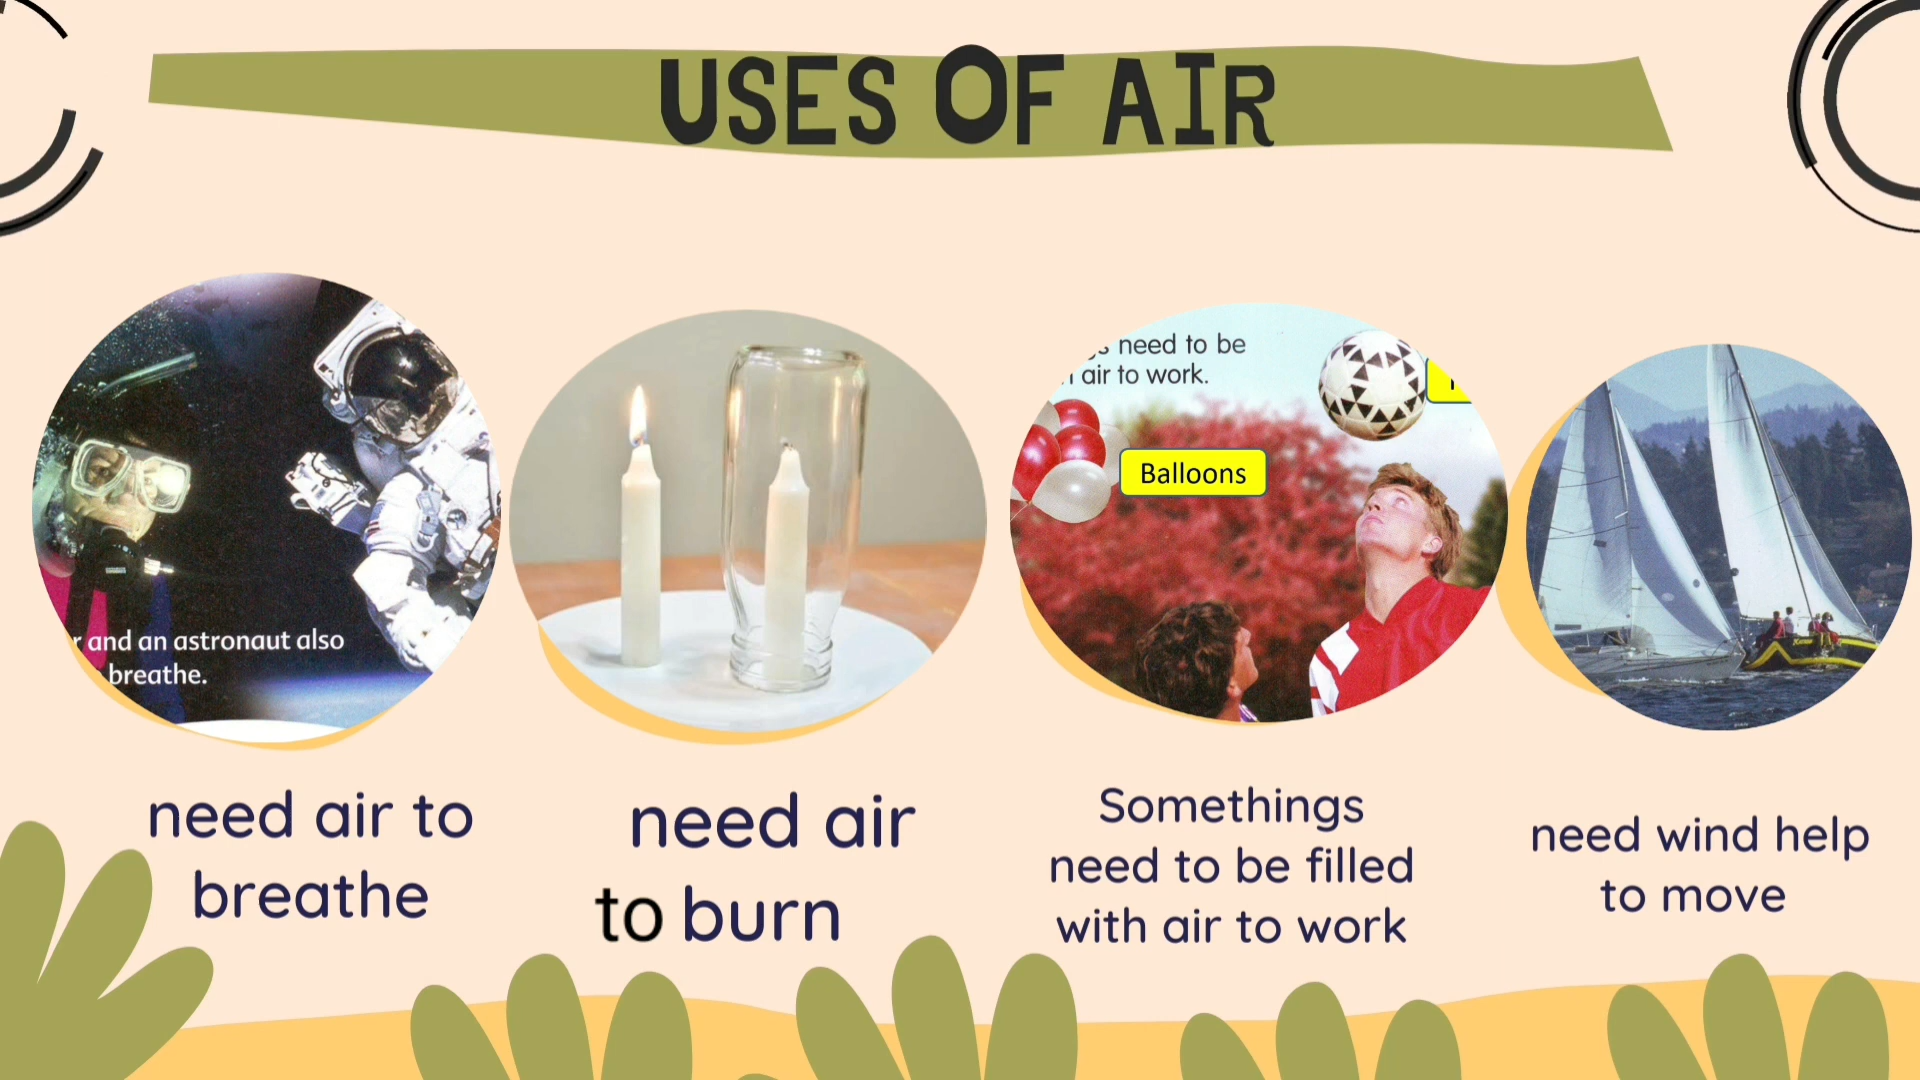 USES OF AIR
and an astronaut also
breathe.
need to be
air to work.
Balloons
need air to
breathe
need air
to burn
Somethings
need to be filled
with air to work
need wind help
to move